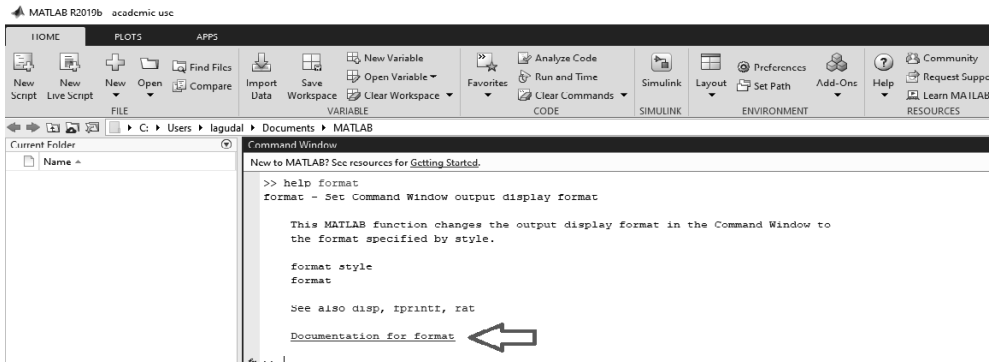 MATLAB R2019b academic use
HOME PLOTS APPS
New Script
New Live Script
New
Open
Find Files
Compare
FILE
Import Data
Save Workspace
New Variable
Open Variable
Clear Workspace
VARIABLE
Favorites
Analyze Code
Run and Time
Clear Commands
CODE
Simulink
SIMULINK
Layout
Preferences
Set Path
Add-Ons
ENVIRONMENT
? Help
Community
Request Suppo
Learn MATLAB
RESOURCES
C: Users lagudal Documents MATLAB
Current Folder
Name
Command Window
New to MATLAB? See resources for Getting Started.
>> help format
format - Set Command Window output display format
This MATLAB function changes the output display format in the Command Window to
the format specified by style.
format style
format
See also disp, fprintf, rat
Documentation for format
fx >>